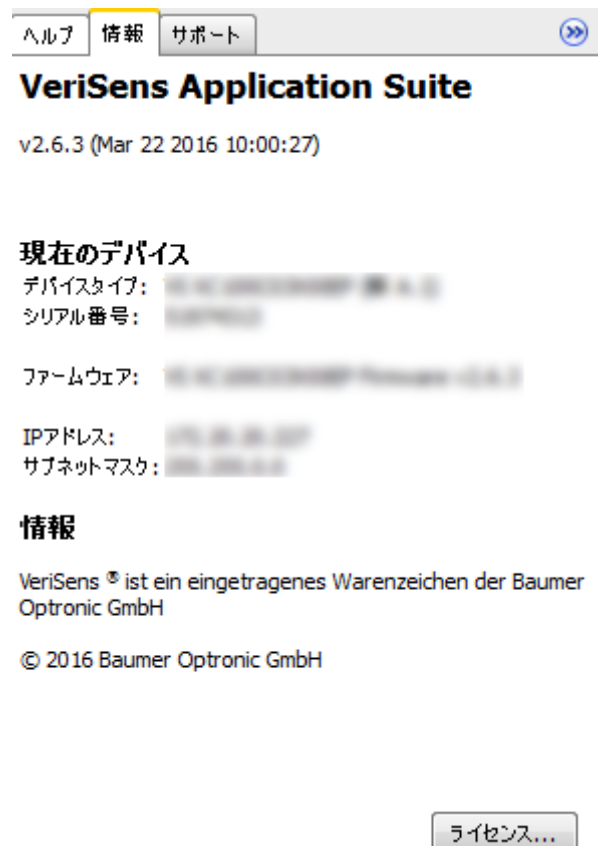 ヘルプ 情報 サポート
VeriSens Application Suite
v2.6.3 (Mar 22 2016 10:00:27)
現在のデバイス
デバイスタイプ:
シリアル番号:
ファームウェア:
IPアドレス:
サブネットマスク:
情報
VeriSens ® ist ein eingetragenes Warenzeichen der Baumer
Optronic GmbH
© 2016 Baumer Optronic GmbH
ライセンス...